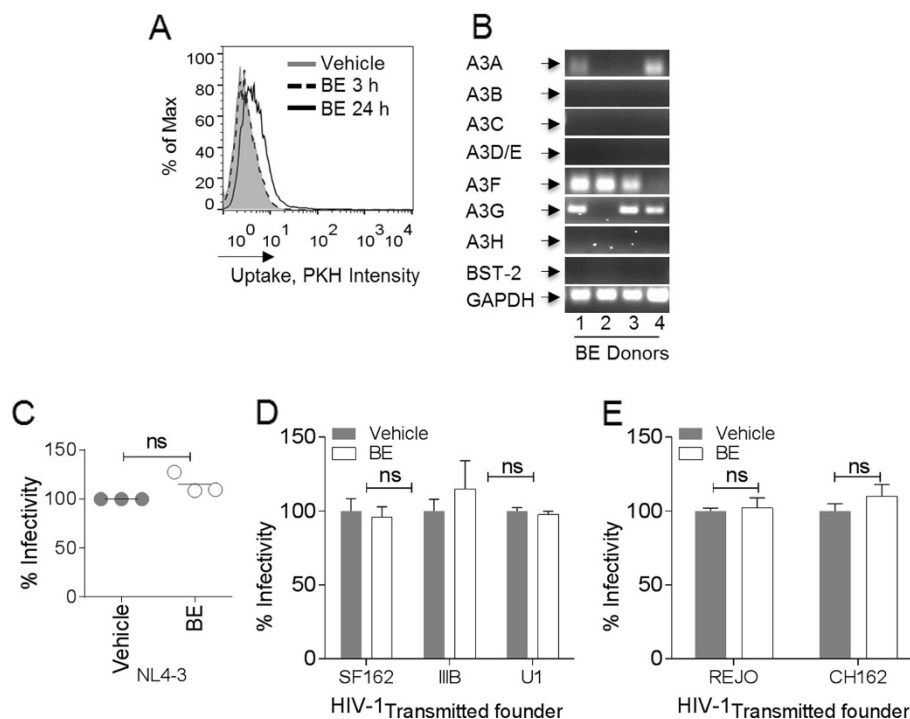 A
100
80
60
40
20
0
% of Max
Vehicle
BE 3 h
BE 24 h
10^0 10^1 10^2 10^3 10^4
Uptake, PKH Intensity
B
A3A
A3B
A3C
A3D/E
A3F
A3G
A3H
BST-2
GAPDH
1 2 3 4
BE Donors
C
150
100
50
0
% Infectivity
ns
Vehicle
BE
NL4-3
D
150
100
50
0
% Infectivity
Vehicle
BE
ns
ns
SF162 IIIB U1
HIV-1Transmitted founder
E
150
100
50
0
% Infectivity
Vehicle
BE
ns
ns
REJO CH162
HIV-1Transmitted founder